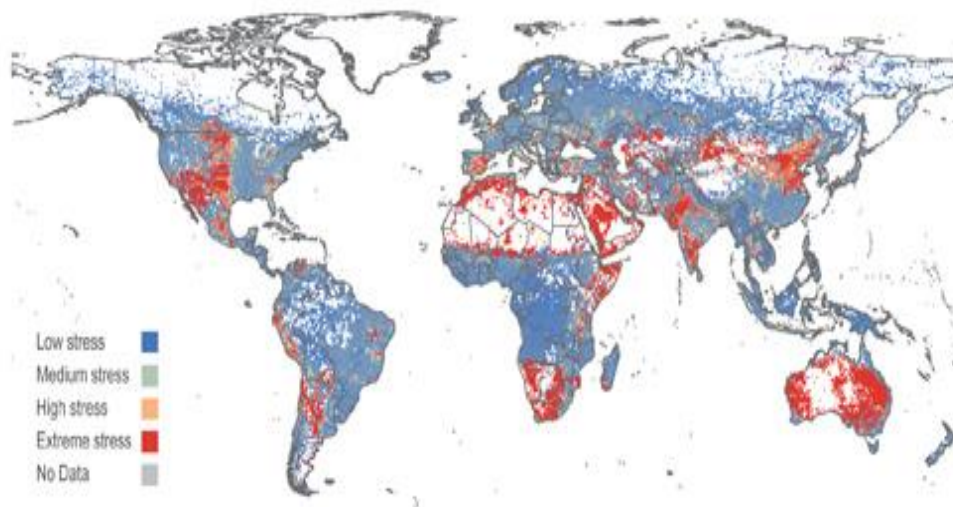 Low stress
Medium stress
High stress
Extreme stress
No Data